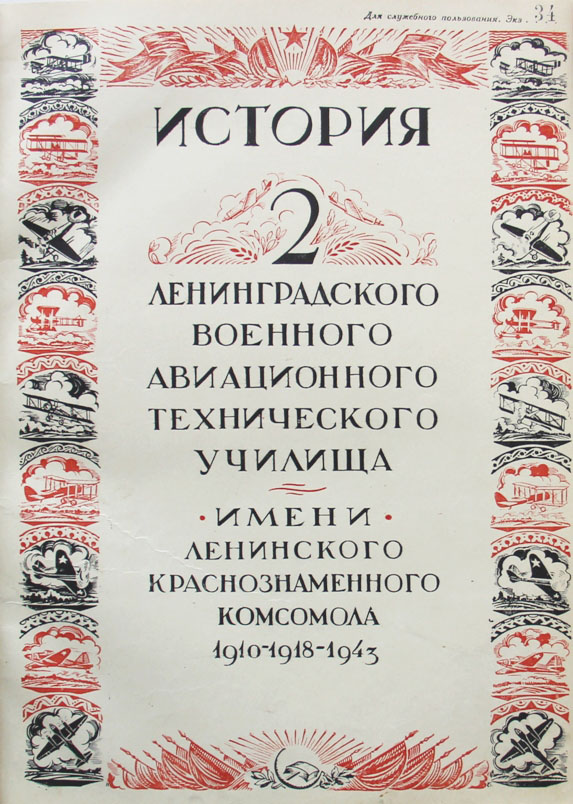 Для служебного пользования. Экз. 34
ИСТОРИЯ
2
ЛЕНИНГРАДСКОГО
ВОЕННОГО
АВИАЦИОННОГО
ТЕХНИЧЕСКОГО
УЧИЛИЩА
• ИМЕНИ •
ЛЕНИНСКОГО
КРАСНОЗНАМЕННОГО
КОМСОМОЛА
1910-1918-1943